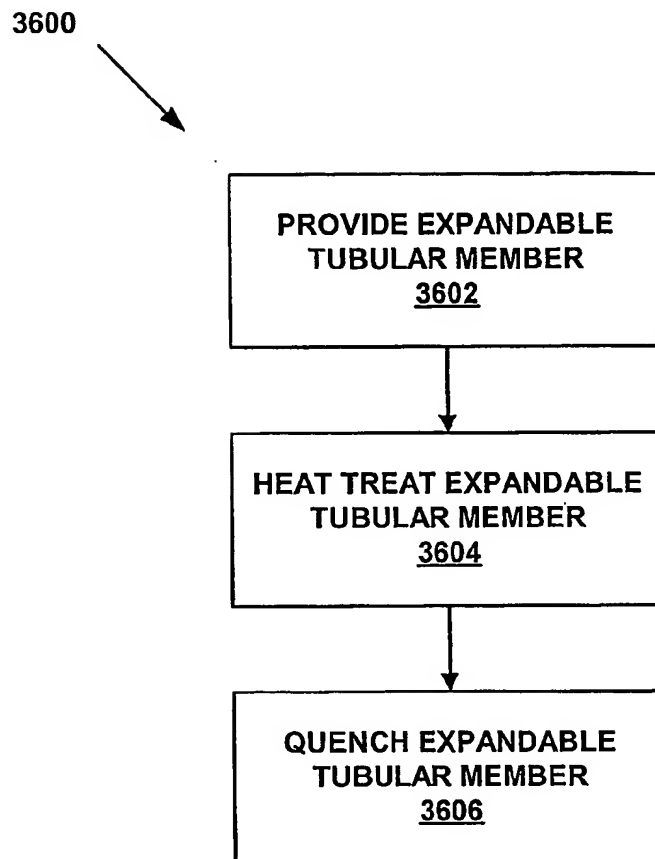 3600
PROVIDE EXPANDABLE
TUBULAR MEMBER
3602
HEAT TREAT EXPANDABLE
TUBULAR MEMBER
3604
QUENCH EXPANDABLE
TUBULAR MEMBER
3606